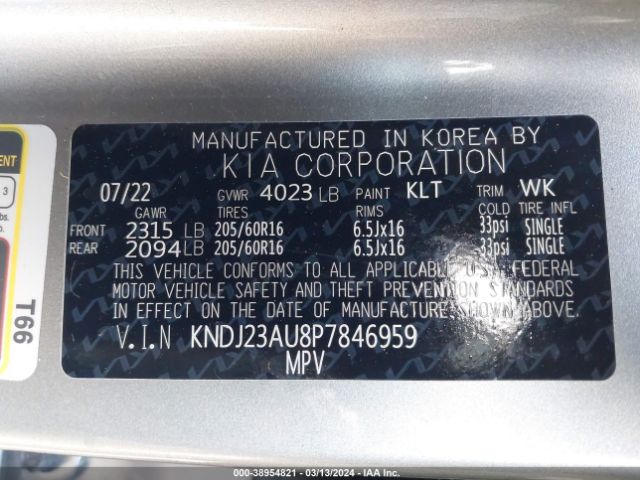 MANUFACTURED IN KOREA BY
KIA CORPORATION
07/22 GVWR 4023 LB PAINT KLT TRIM WK
GAWR TIRES RIMS COLD TIRE INFL
FRONT 2315 LB 205/60R16 6.5Jx16 33psi SINGLE
REAR 2094 LB 205/60R16 6.5Jx16 33psi SINGLE
THIS VEHICLE CONFORMS TO ALL APPLICABLE U.S. FEDERAL
MOTOR VEHICLE SAFETY AND THEFT PREVENTION STANDARDS
IN EFFECT ON THE DATE OF MANUFACTURE SHOWN ABOVE.
V.I.N KNDJ23AU8P7846959
MPV
ENT
3
bs.
T66
000-38954821 - 03/13/2024 - IAA Inc.